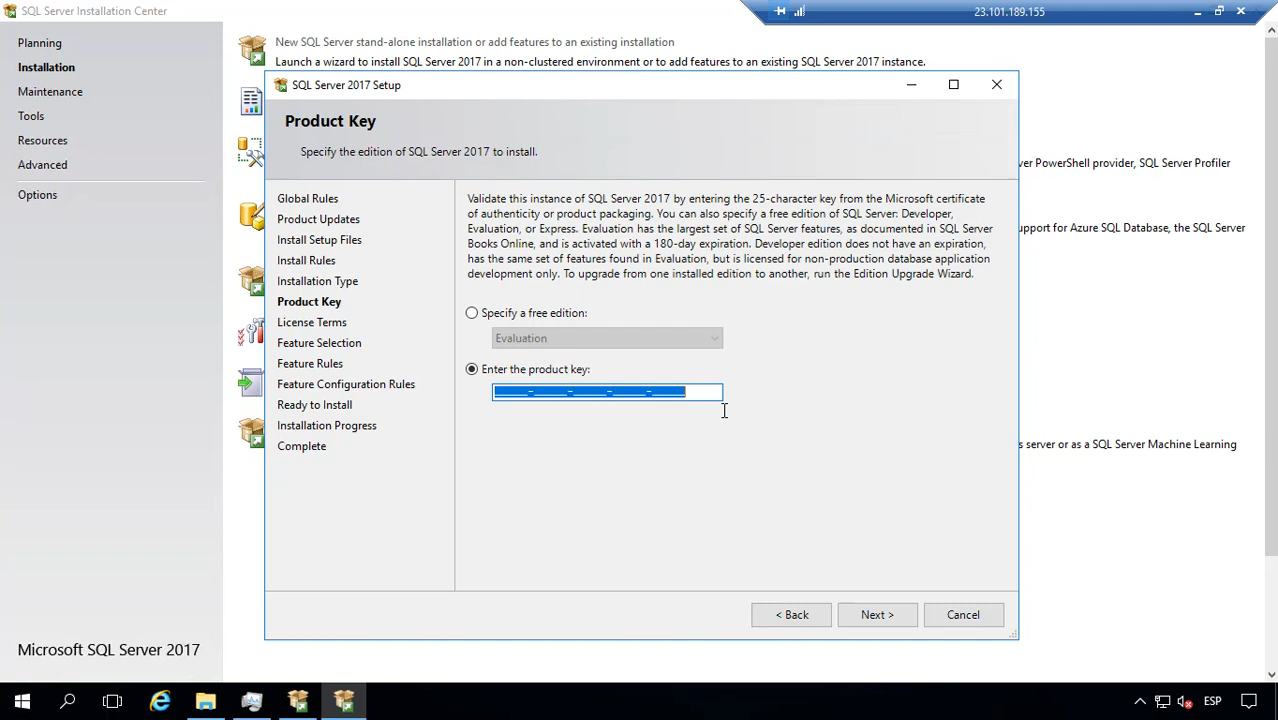 SQL Server Installation Center
23.101.189.155
Planning
Installation
Maintenance
Tools
Resources
Advanced
Options
Microsoft SQL Server 2017
New SQL Server stand-alone installation or add features to an existing installation
Launch a wizard to install SQL Server 2017 in a non-clustered environment or to add features to an existing SQL Server 2017 instance.
ver PowerShell provider, SQL Server Profiler
upport for Azure SQL Database, the SQL Server
s server or as a SQL Server Machine Learning
SQL Server 2017 Setup
Product Key
Specify the edition of SQL Server 2017 to install.
Global Rules
Product Updates
Install Setup Files
Install Rules
Installation Type
Product Key
License Terms
Feature Selection
Feature Rules
Feature Configuration Rules
Ready to Install
Installation Progress
Complete
Validate this instance of SQL Server 2017 by entering the 25-character key from the Microsoft certificate
of authenticity or product packaging. You can also specify a free edition of SQL Server: Developer,
Evaluation, or Express. Evaluation has the largest set of SQL Server features, as documented in SQL Server
Books Online, and is activated with a 180-day expiration. Developer edition does not have an expiration,
has the same set of features found in Evaluation, but is licensed for non-production database application
development only. To upgrade from one installed edition to another, run the Edition Upgrade Wizard.
Specify a free edition:
Evaluation
Enter the product key:
_____-_____-_____-_____-_____
< Back
Next >
Cancel
ESP